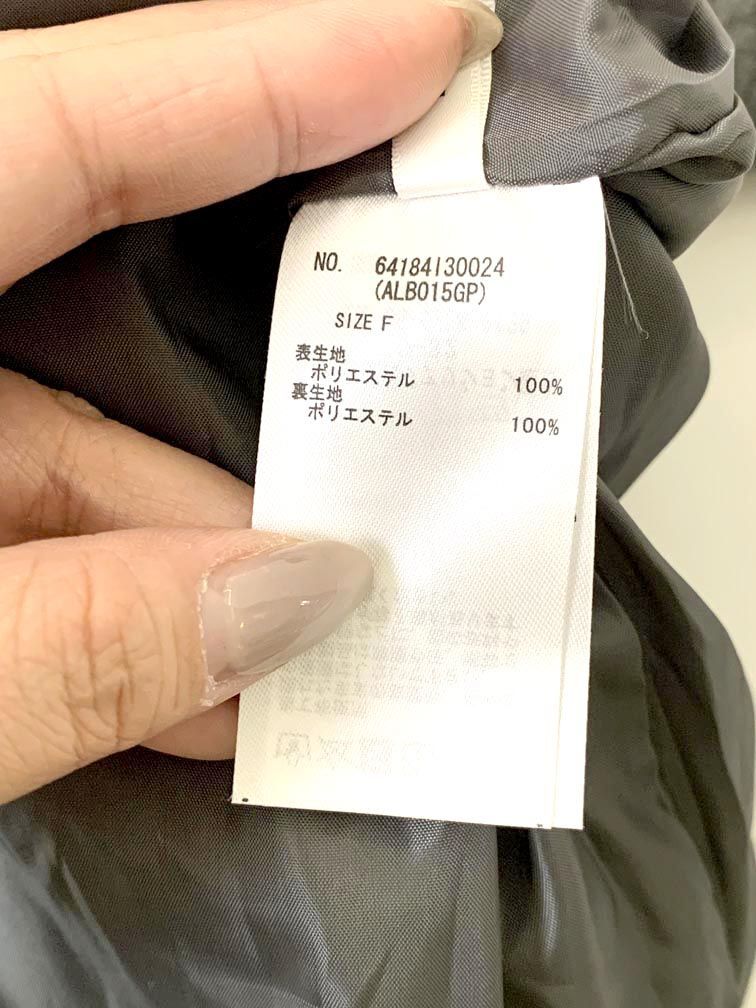 NO. 64184130024
(ALB015GP)
SIZE F
表生地
ポリエステル 100%
裏生地
ポリエステル 100%